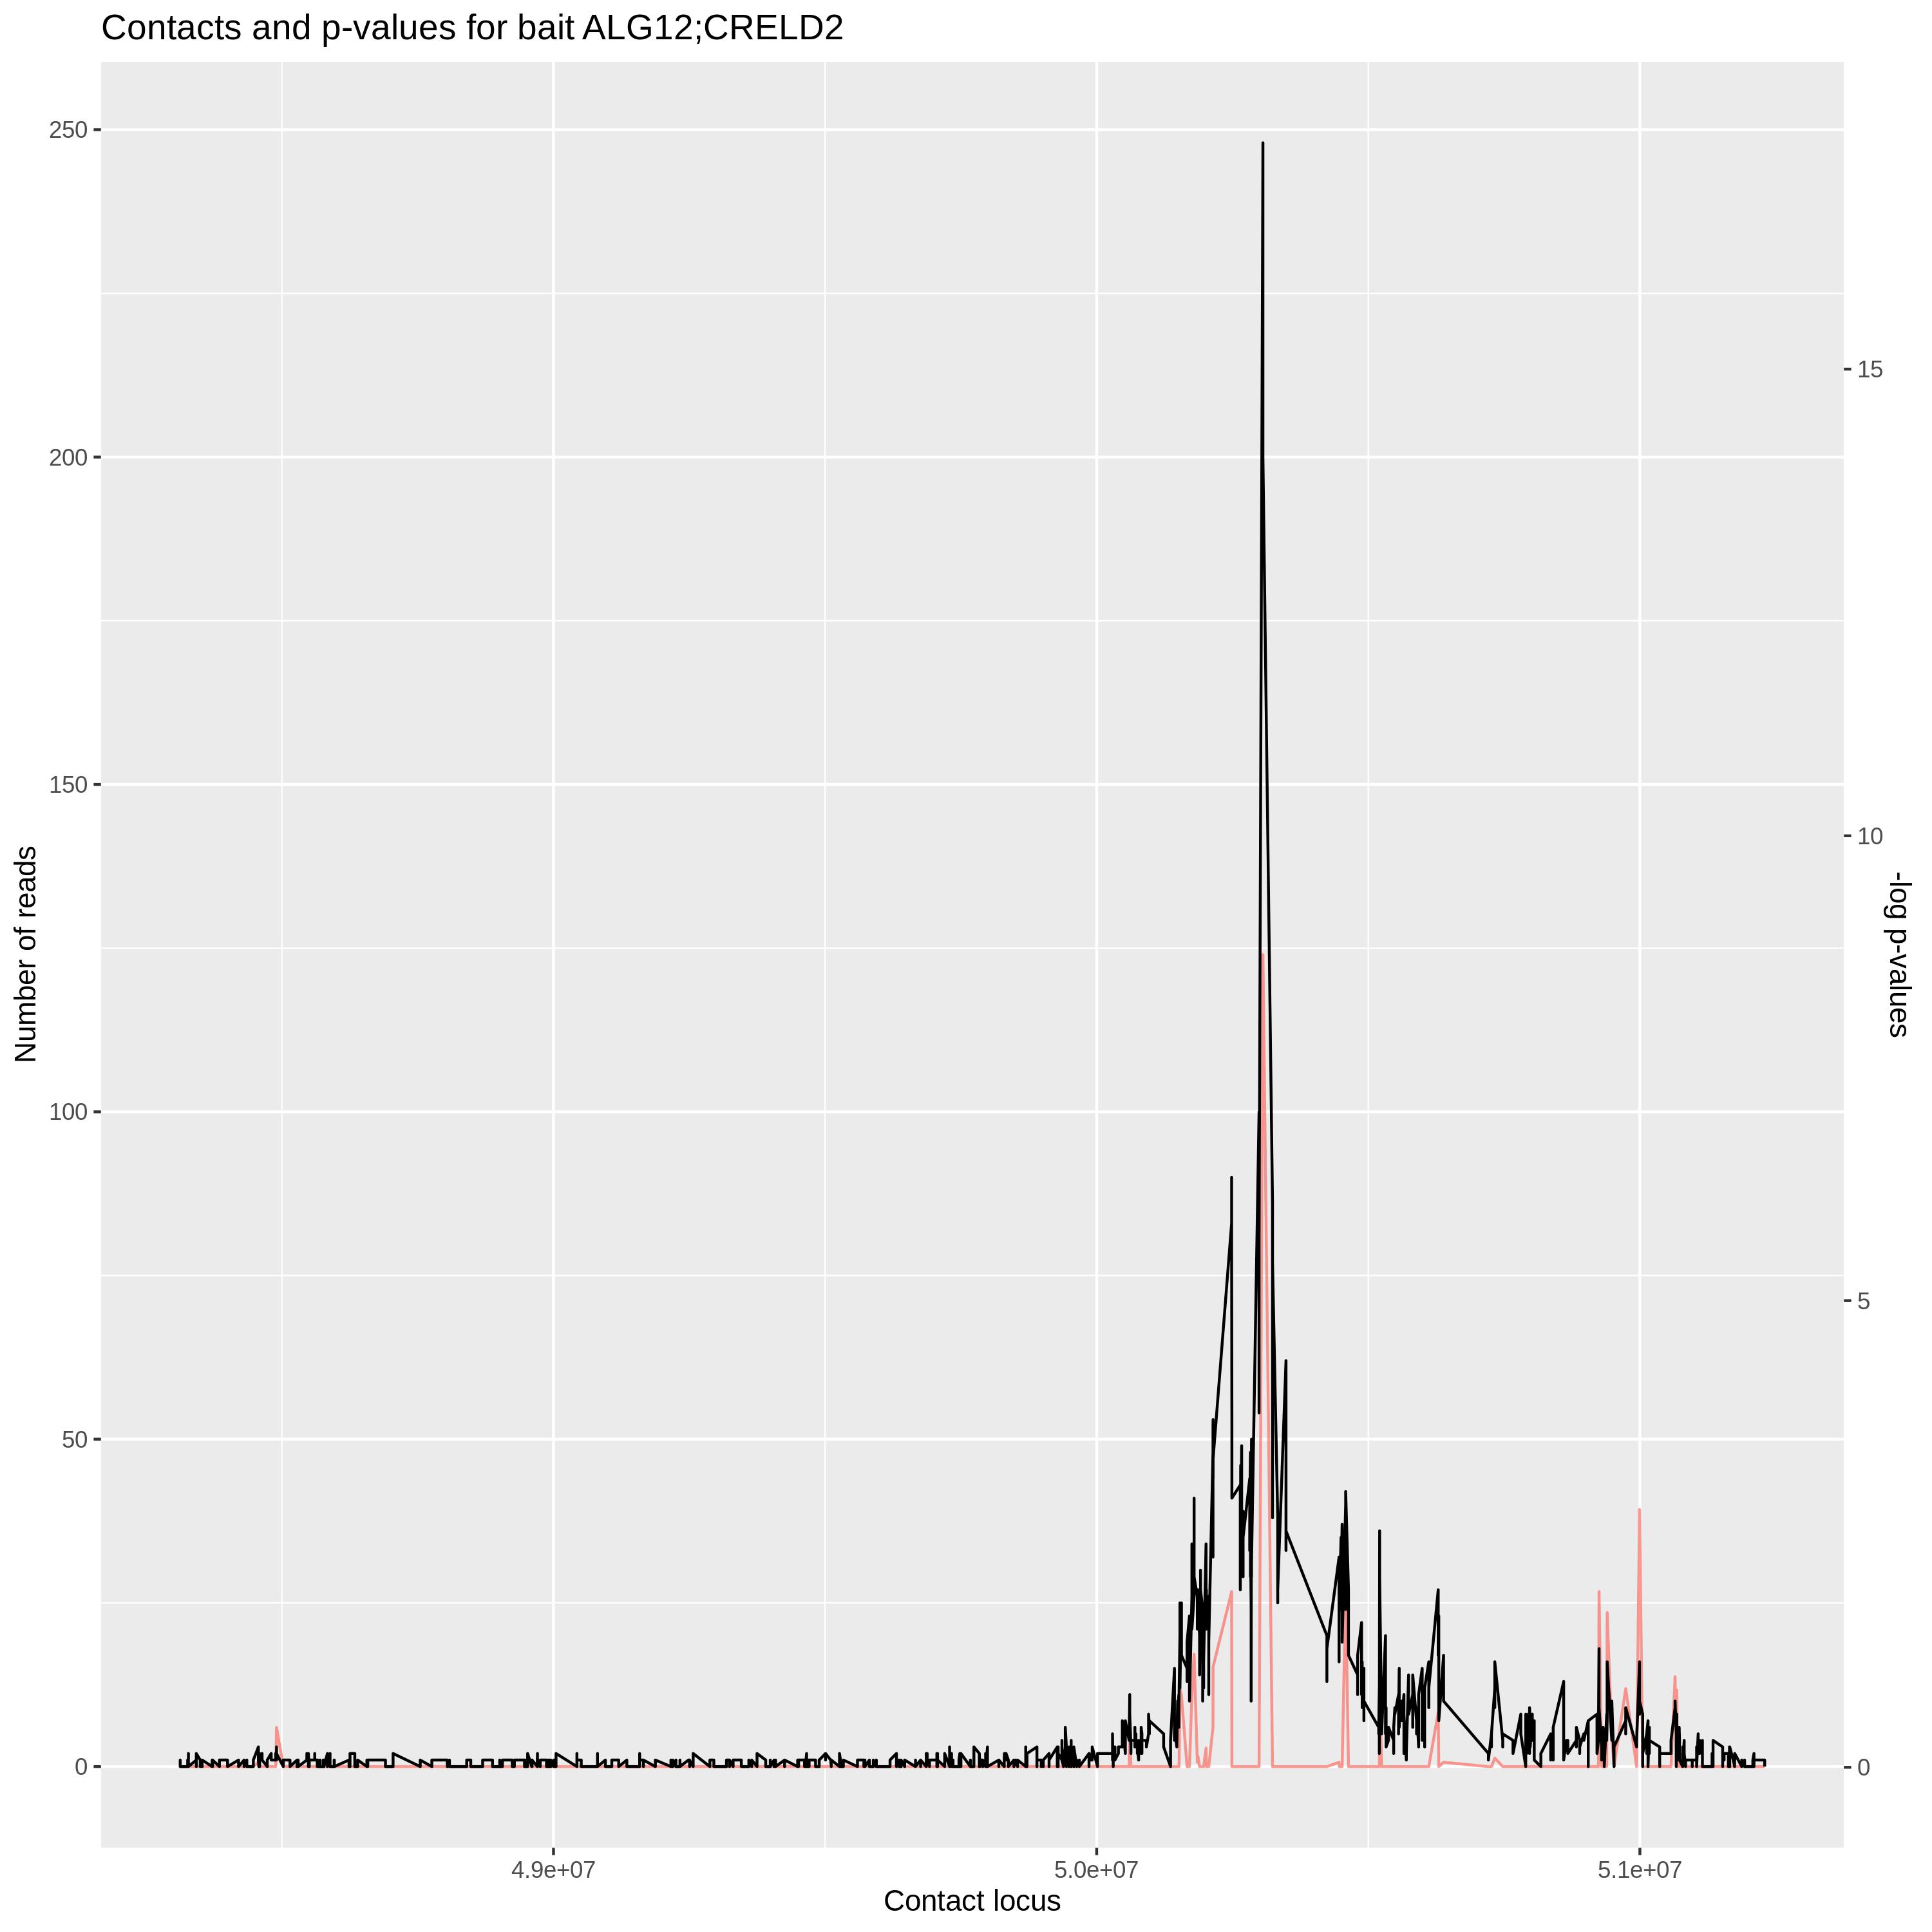 Contacts and p-values for bait ALG12;CRELD2
250
200
150
100
50
0
Number of reads
15
10
5
0
-log p-values
4.9e+07
5.0e+07
5.1e+07
Contact locus